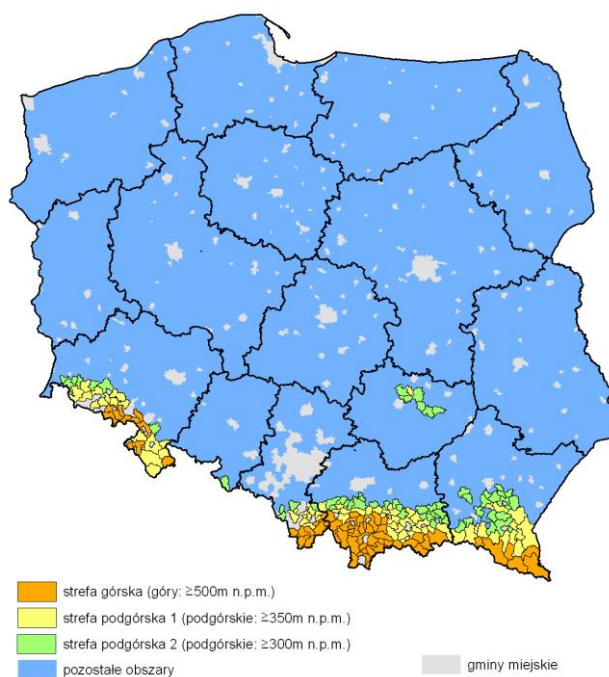 strefa górska (góry: ≥500m n.p.m.)
strefa podgórska 1 (podgórskie: ≥350m n.p.m.)
strefa podgórska 2 (podgórskie: ≥300m n.p.m.)
pozostałe obszary
gminy miejskie